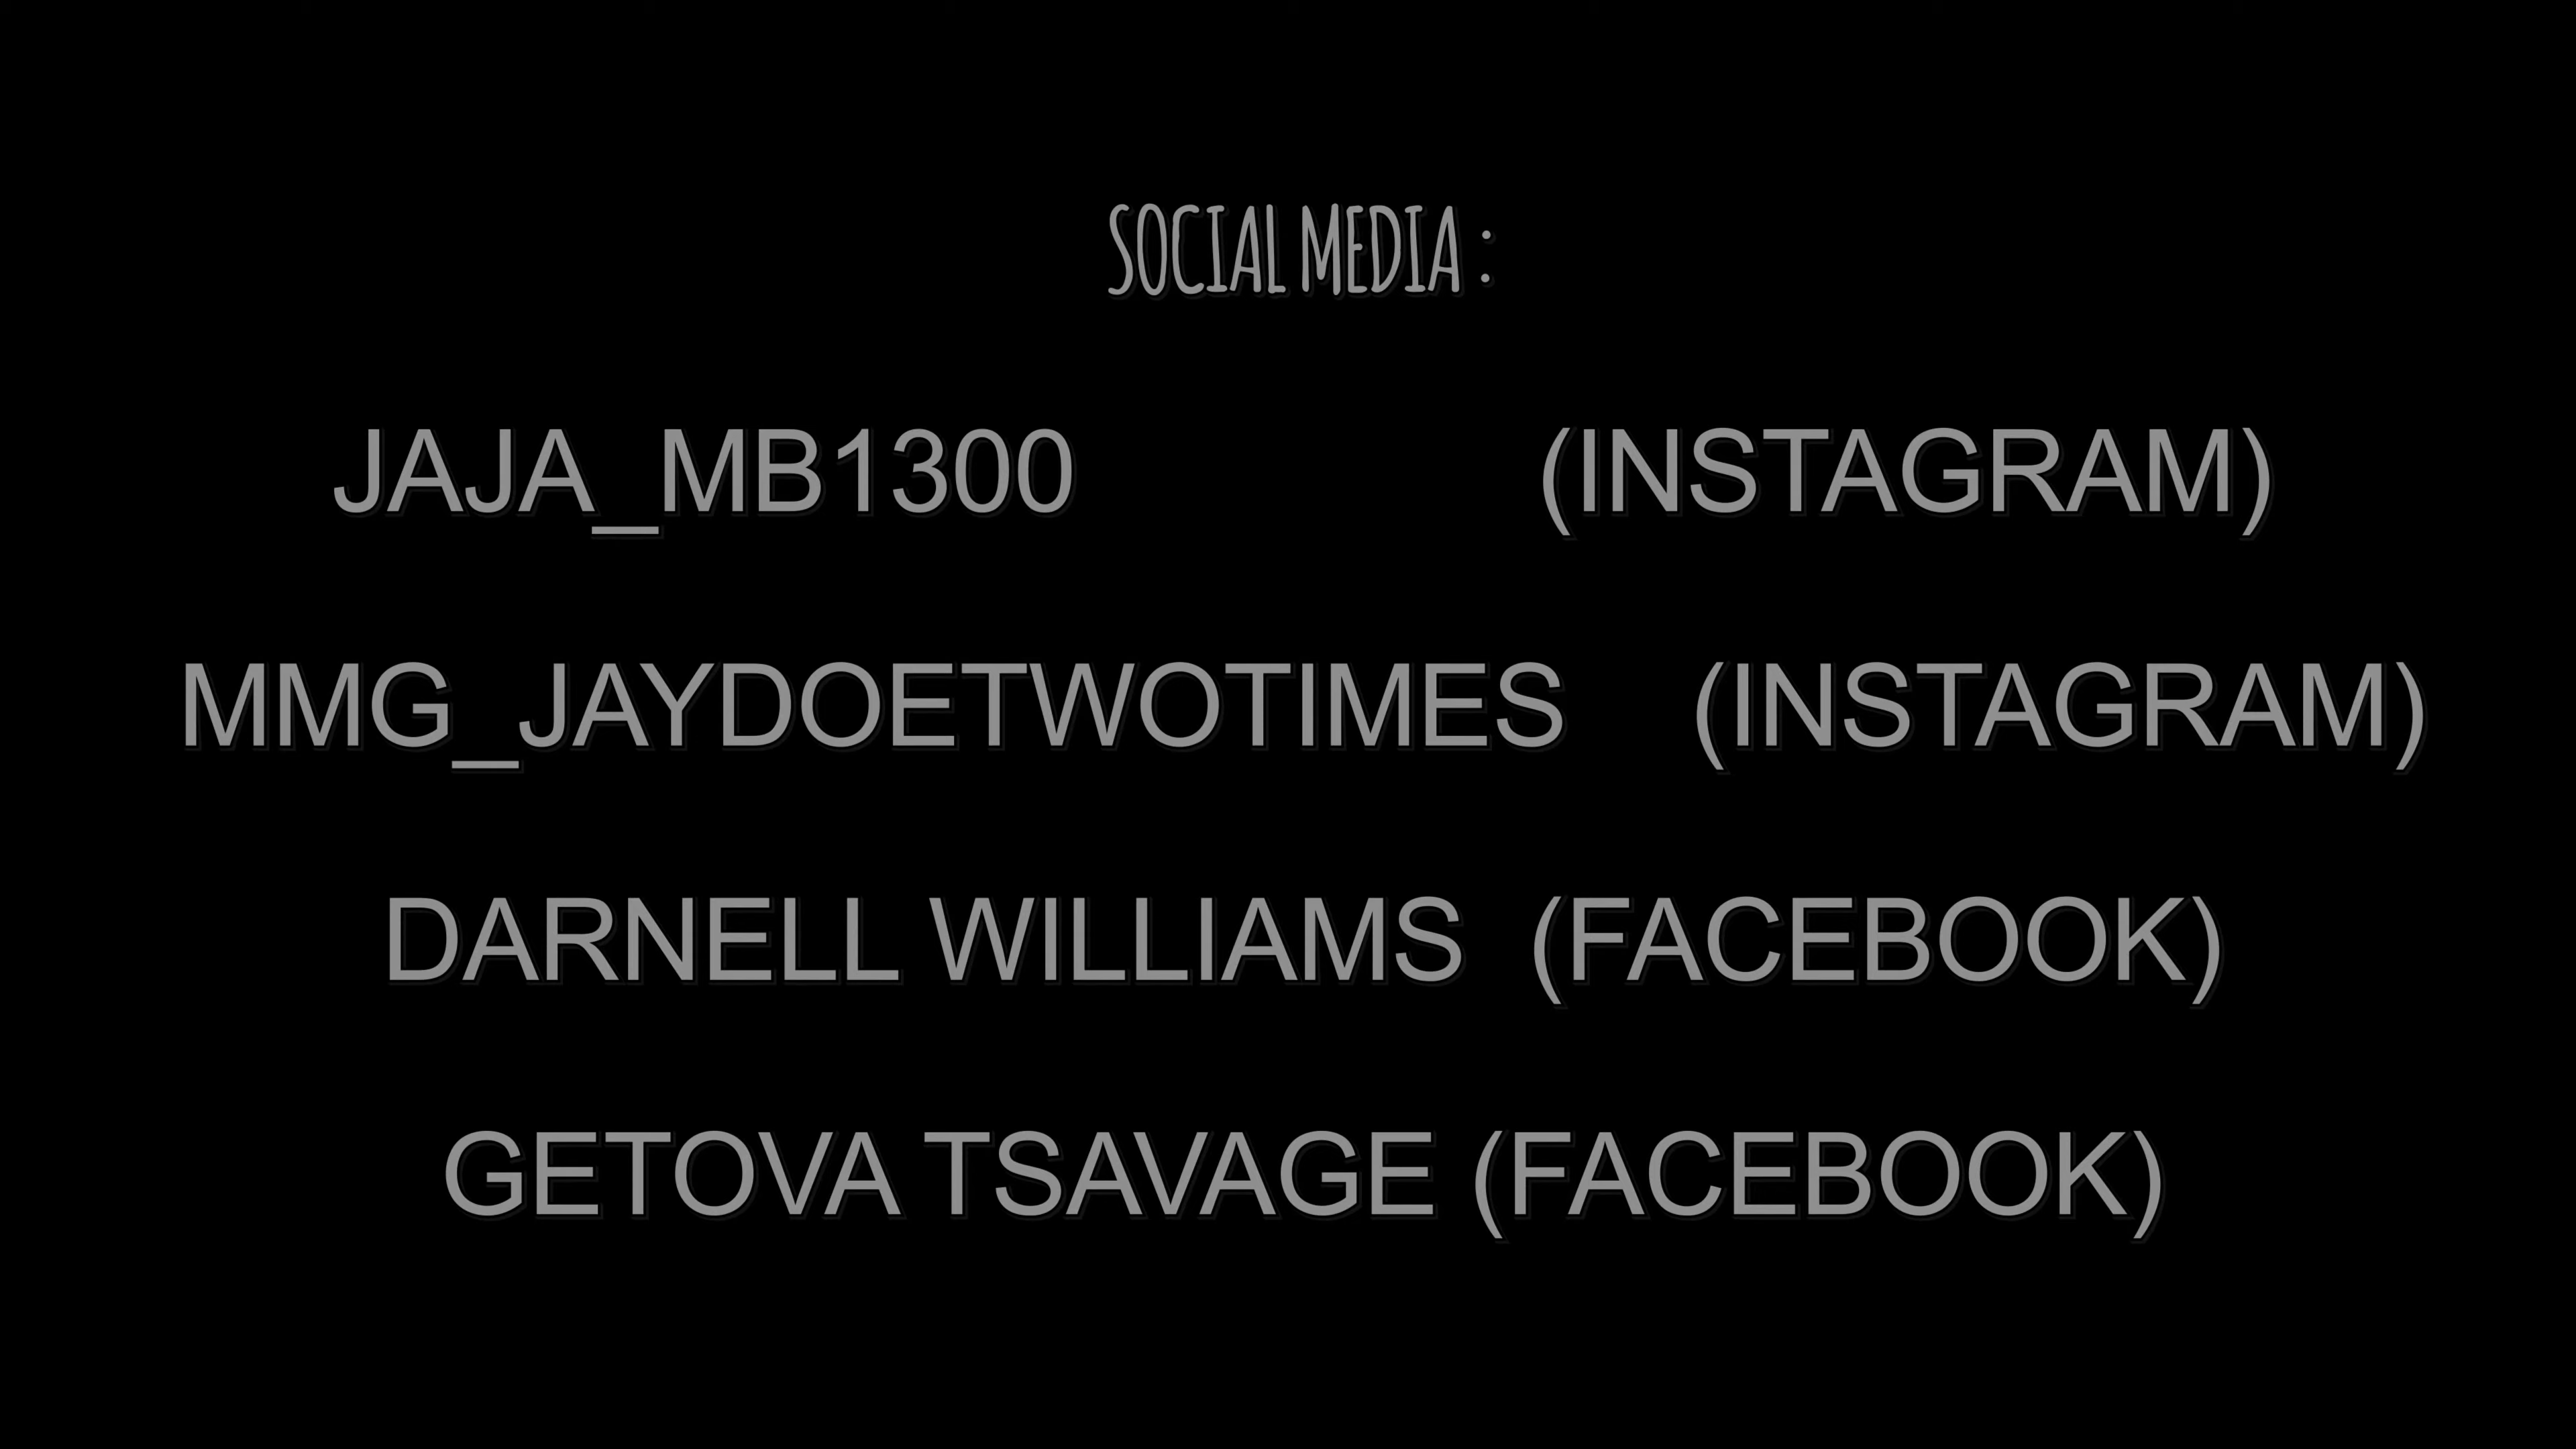 SOCIAL MEDIA :
JAJA_MB1300 (INSTAGRAM)
MMG_JAYDOETWOTIMES (INSTAGRAM)
DARNELL WILLIAMS (FACEBOOK)
GETOVA TSAVAGE (FACEBOOK)